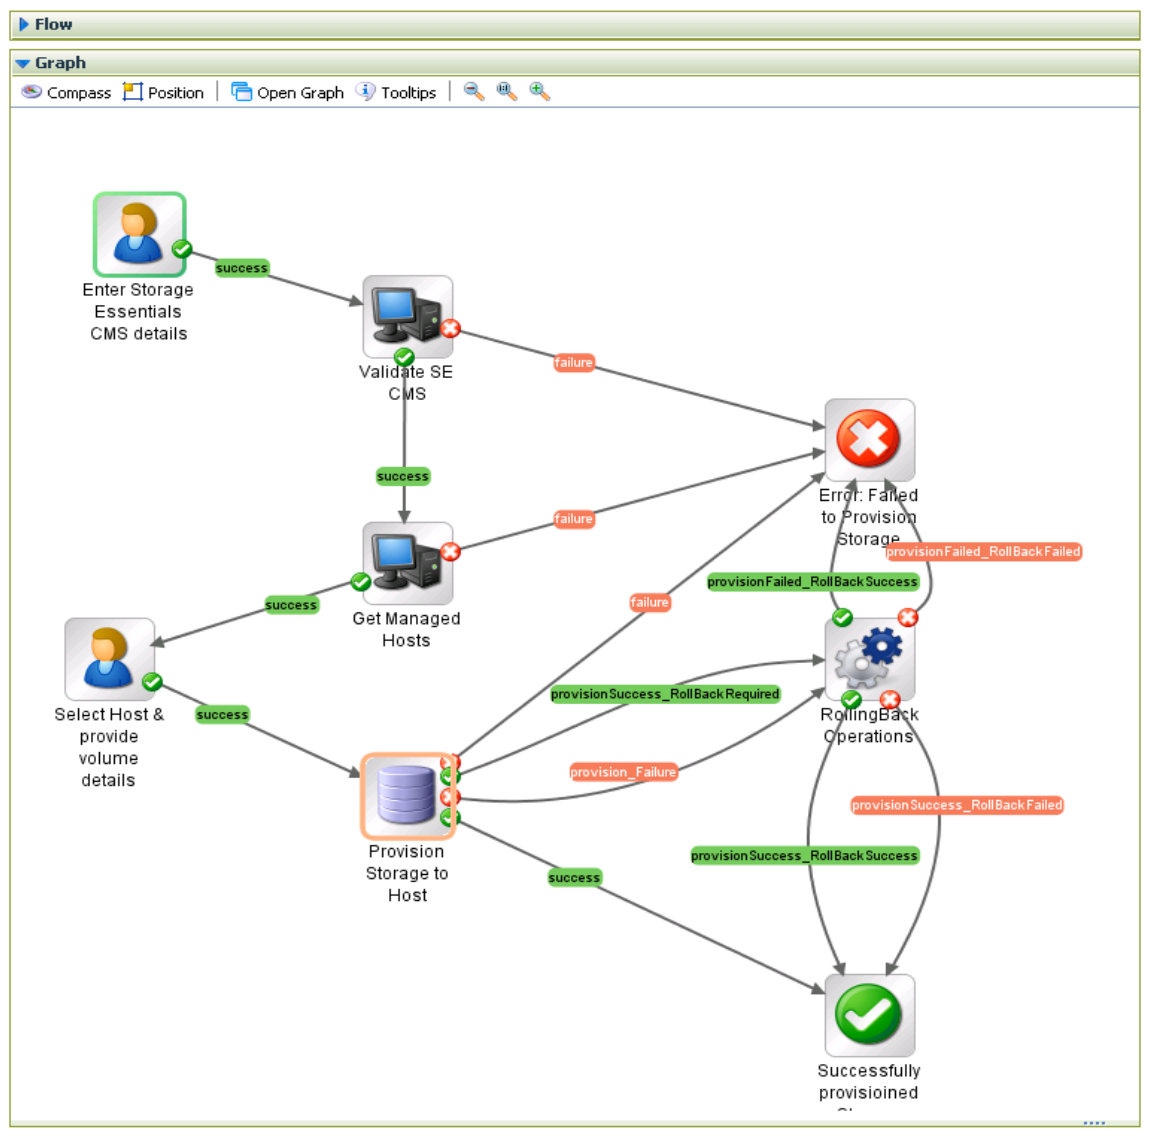 Flow
Graph
Compass Position Open Graph Tooltips
success
Enter Storage
Essentials
CMS details
Validate SE
CMS
failure
success
Error: Failed
to Provision
Storage
failure
provisionFailed_RollBackFailed
provisionFailed_RollBackSuccess
success
failure
Get Managed
Hosts
provisionSuccess_RollBackRequired
success
Select Host &
provide
volume
details
RollingBack
Operations
provision_Failure
provisionSuccess_RollBackFailed
Provision
Storage to
Host
provisionSuccess_RollBackSuccess
success
Successfully
provisioined